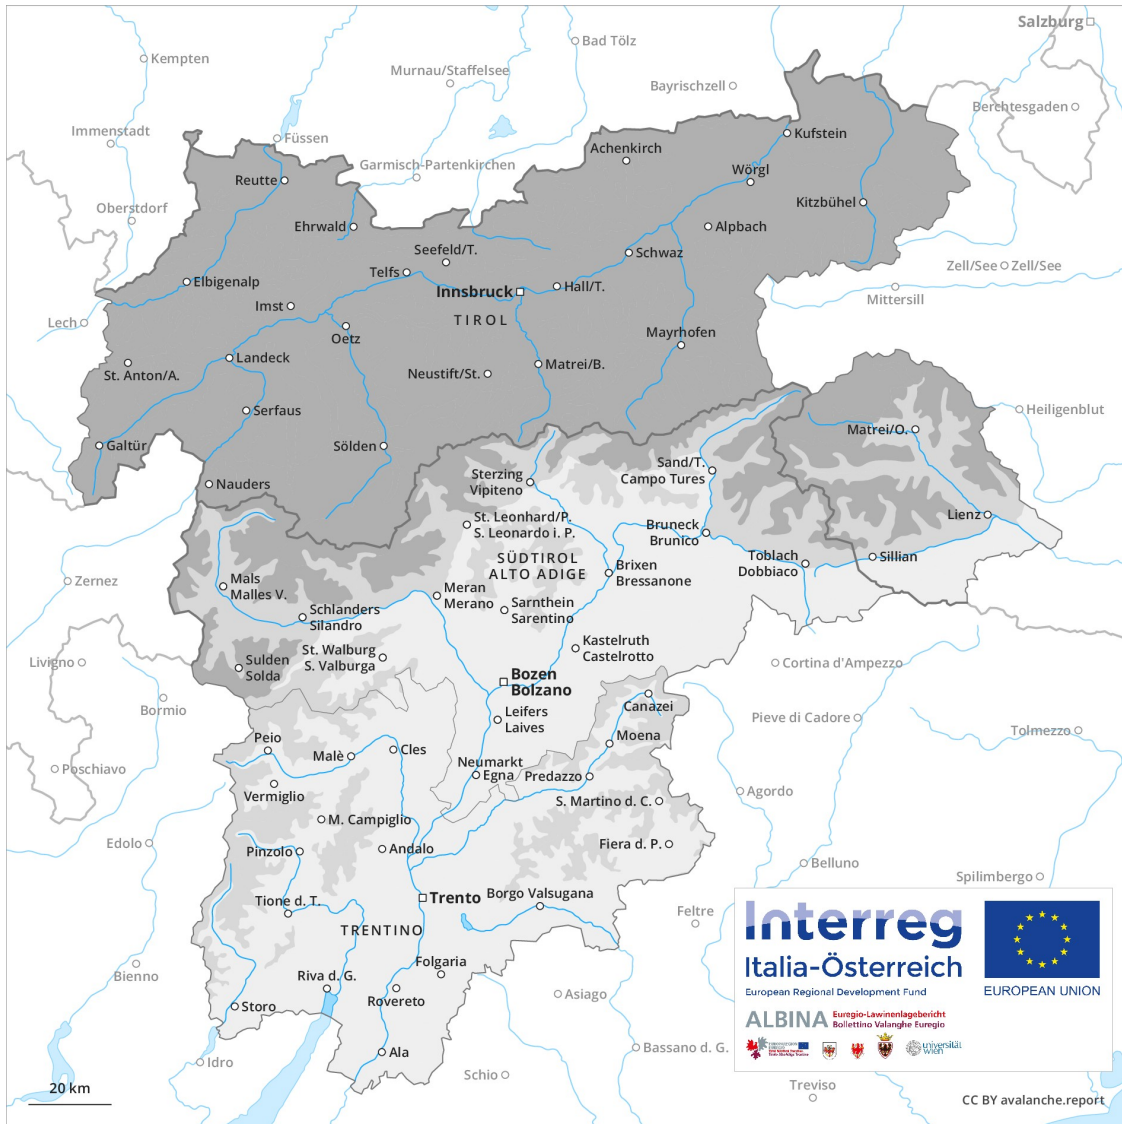 Salzburg
Kempten
Bad Tölz
Murnau/Staffelsee
Bayrischzell
Berchtesgaden
Immenstadt
Füssen
Kufstein
Achenkirch
Garmisch-Partenkirchen
Wörgl
Reutte
Oberstdorf
Kitzbühel
Ehrwald
Alpbach
Seefeld/T.
Schwaz
Telfs
Zell/See
Zell/See
Elbigenalp
Innsbruck
Hall/T.
Mittersill
Imst
TIROL
Lech
Oetz
Mayrhofen
Landeck
Matrei/B.
St. Anton/A.
Neustift/St.
Serfaus
Heiligenblut
Matrei/O.
Galtür
Sölden
Sand/T.
Campo Tures
Sterzing
Vipiteno
Nauders
St. Leonhard/P.
S. Leonardo i. P.
Bruneck
Brunico
Lienz
SÜDTIROL
ALTO ADIGE
Toblach
Dobbiaco
Sillian
Brixen
Bressanone
Zernez
Mals
Malles V.
Meran
Merano
Sarnthein
Sarentino
Schlanders
Silandro
Kastelruth
Castelrotto
St. Walburg
S. Valburga
Livigno
Sulden
Solda
Cortina d'Ampezzo
Bozen
Bolzano
Bormio
Canazei
Leifers
Laives
Pieve di Cadore
Tolmezzo
Peio
Moena
Malè
Cles
Poschiavo
Neumarkt
Egna
Predazzo
Vermiglio
Agordo
S. Martino d. C.
M. Campiglio
Edolo
Pinzolo
Andalo
Fiera d. P.
Belluno
Spilimbergo
Tione d. T.
Trento
Borgo Valsugana
Feltre
TRENTINO
Interreg
Italia-Österreich
European Regional Development Fund
EUROPEAN UNION
Folgaria
Bienno
Riva d. G.
Rovereto
Asiago
Storo
ALBINA
Euregio-Lawinenlagebericht
Bollettino Valanghe Euregio
universität
wien
Ala
Bassano d. G.
Idro
Schio
Treviso
20 km
CC BY avalanche.report